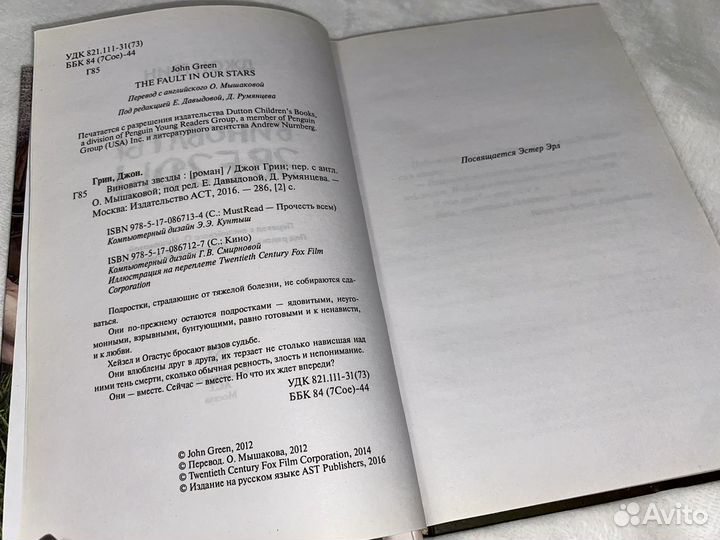 УДК 821.111-31(73)
ББК 84 (7Сое)-44
Г85
John Green
THE FAULT IN OUR STARS
Перевод с английского О. Мышаковой
Под редакцией Е. Давыдовой, Д. Румянцева
Печатается с разрешения издательства Dutton Children's Books,
a division of Penguin Young Readers Group, a member of Penguin
Group (USA) Inc. и литературного агентства Andrew Nurnberg.
Грин, Джон.
Г85 Виноваты звезды : [роман] / Джон Грин; пер. с англ.
О. Мышаковой; под ред. Е. Давыдовой, Д. Румянцева. —
Москва: Издательство АСТ, 2016. — 286, [2] с.
ISBN 978-5-17-086713-4 (С.: MustRead — Прочесть всем)
Компьютерный дизайн Э.Э. Кунтыш
ISBN 978-5-17-086712-7 (С.: Кино)
Компьютерный дизайн Г.В. Смирновой
Иллюстрация на переплете Twentieth Century Fox Film
Corporation
Подростки, страдающие от тяжелой болезни, не собираются сда-
ваться.
Они по-прежнему остаются подростками — ядовитыми, неуго-
монными, взрывными, бунтующими, равно готовыми и к ненависти,
и к любви.
Хейзел и Огастус бросают вызов судьбе.
Они влюблены друг в друга, их терзает не столько нависшая над
ними тень смерти, сколько обычная ревность, злость и непонимание.
Они — вместе. Сейчас — вместе. Но что их ждет впереди?
УДК 821.111-31(73)
ББК 84 (7Сое)-44
© John Green, 2012
© Перевод. О. Мышакова, 2012
© Twentieth Century Fox Film Corporation, 2014
© Издание на русском языке AST Publishers, 2016
Посвящается Эстер Эрл
Avito